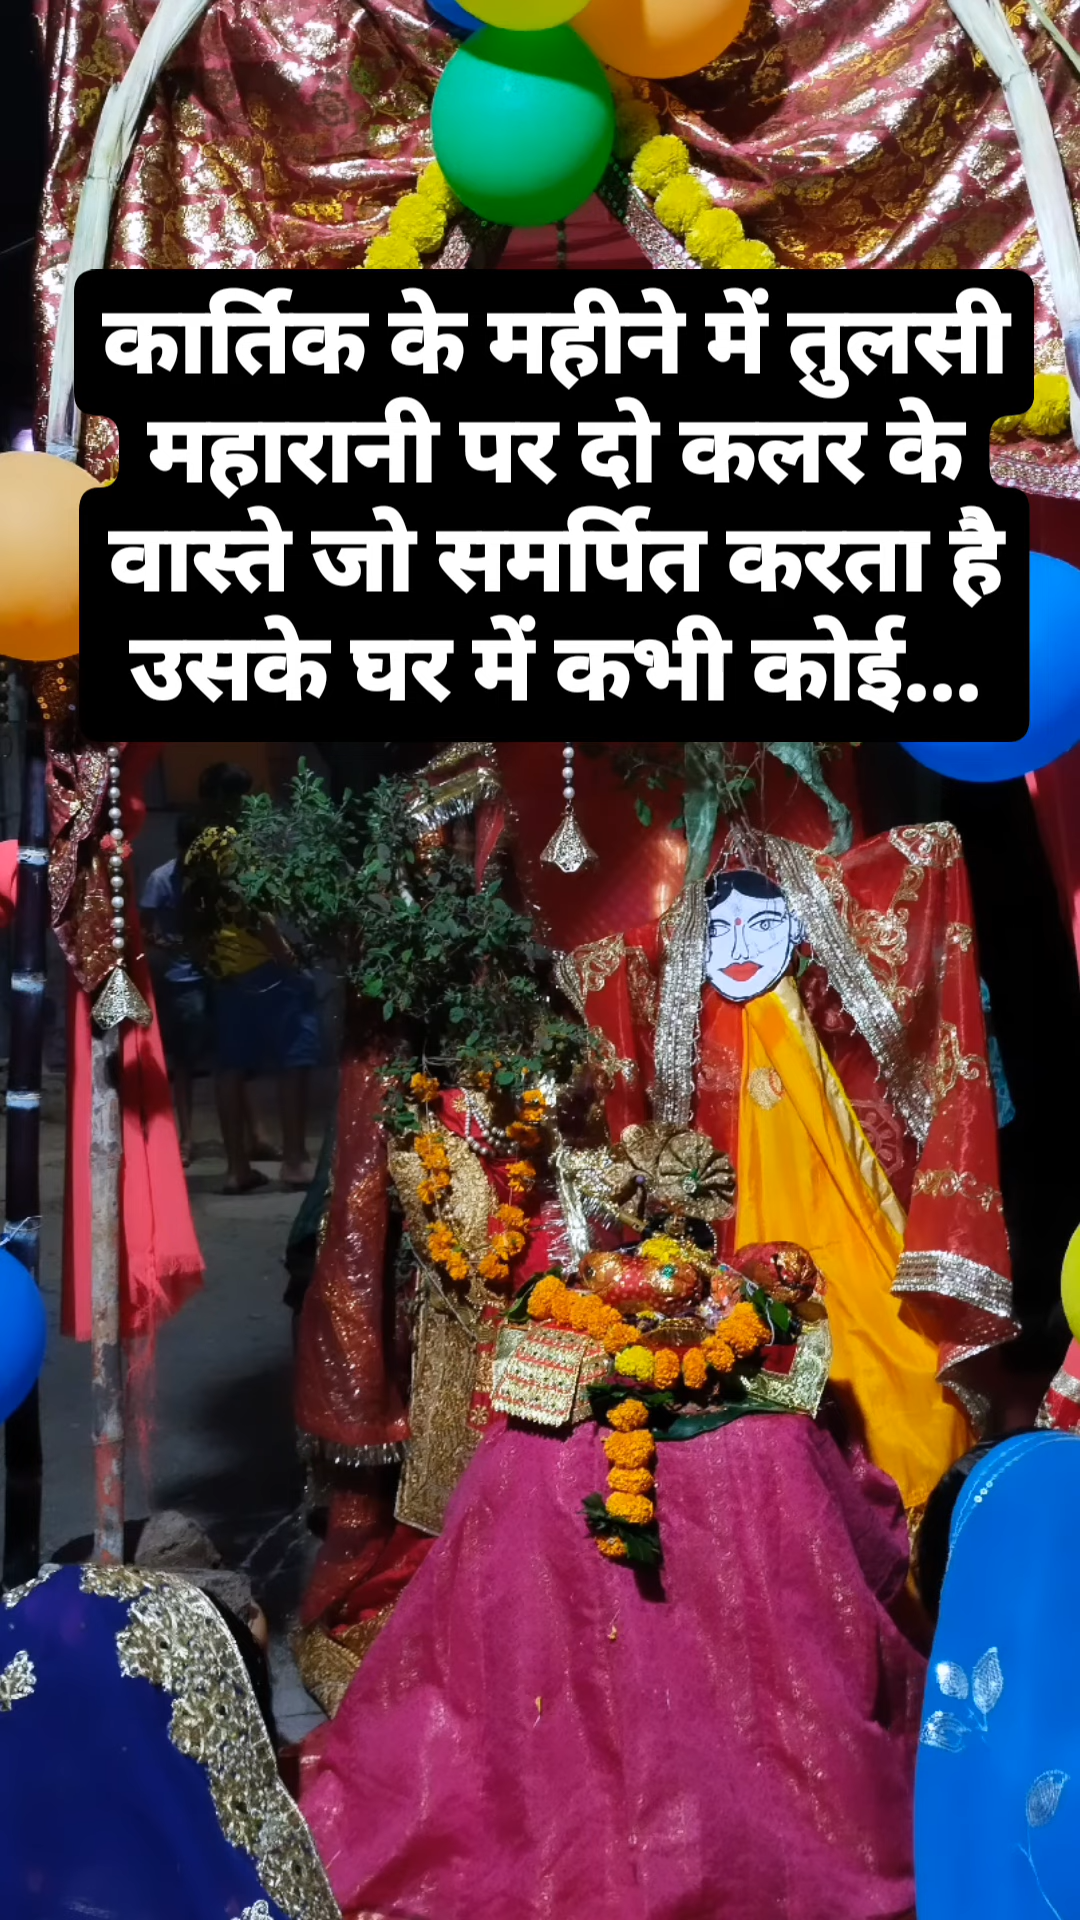 कार्तिक के महीने में तुलसी
महारानी पर दो कलर के
वास्ते जो समर्पित करता है
उसके घर में कभी कोई...